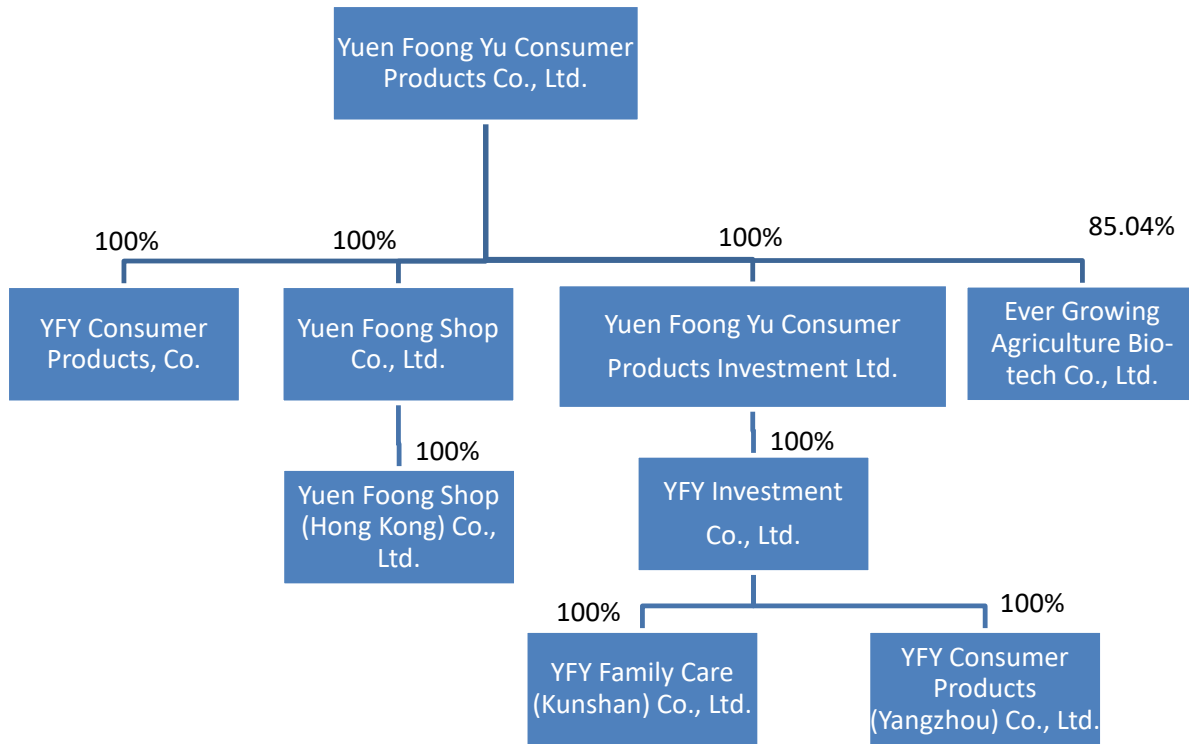 Yuen Foong Yu Consumer
Products Co., Ltd.
100%
100%
100%
85.04%
YFY Consumer
Products, Co.
Yuen Foong Shop
Co., Ltd.
Yuen Foong Yu Consumer
Products Investment Ltd.
Ever Growing
Agriculture Bio-
tech Co., Ltd.
100%
100%
Yuen Foong Shop
(Hong Kong) Co.,
Ltd.
YFY Investment
Co., Ltd.
100%
100%
YFY Family Care
(Kunshan) Co., Ltd.
YFY Consumer
Products
(Yangzhou) Co., Ltd.